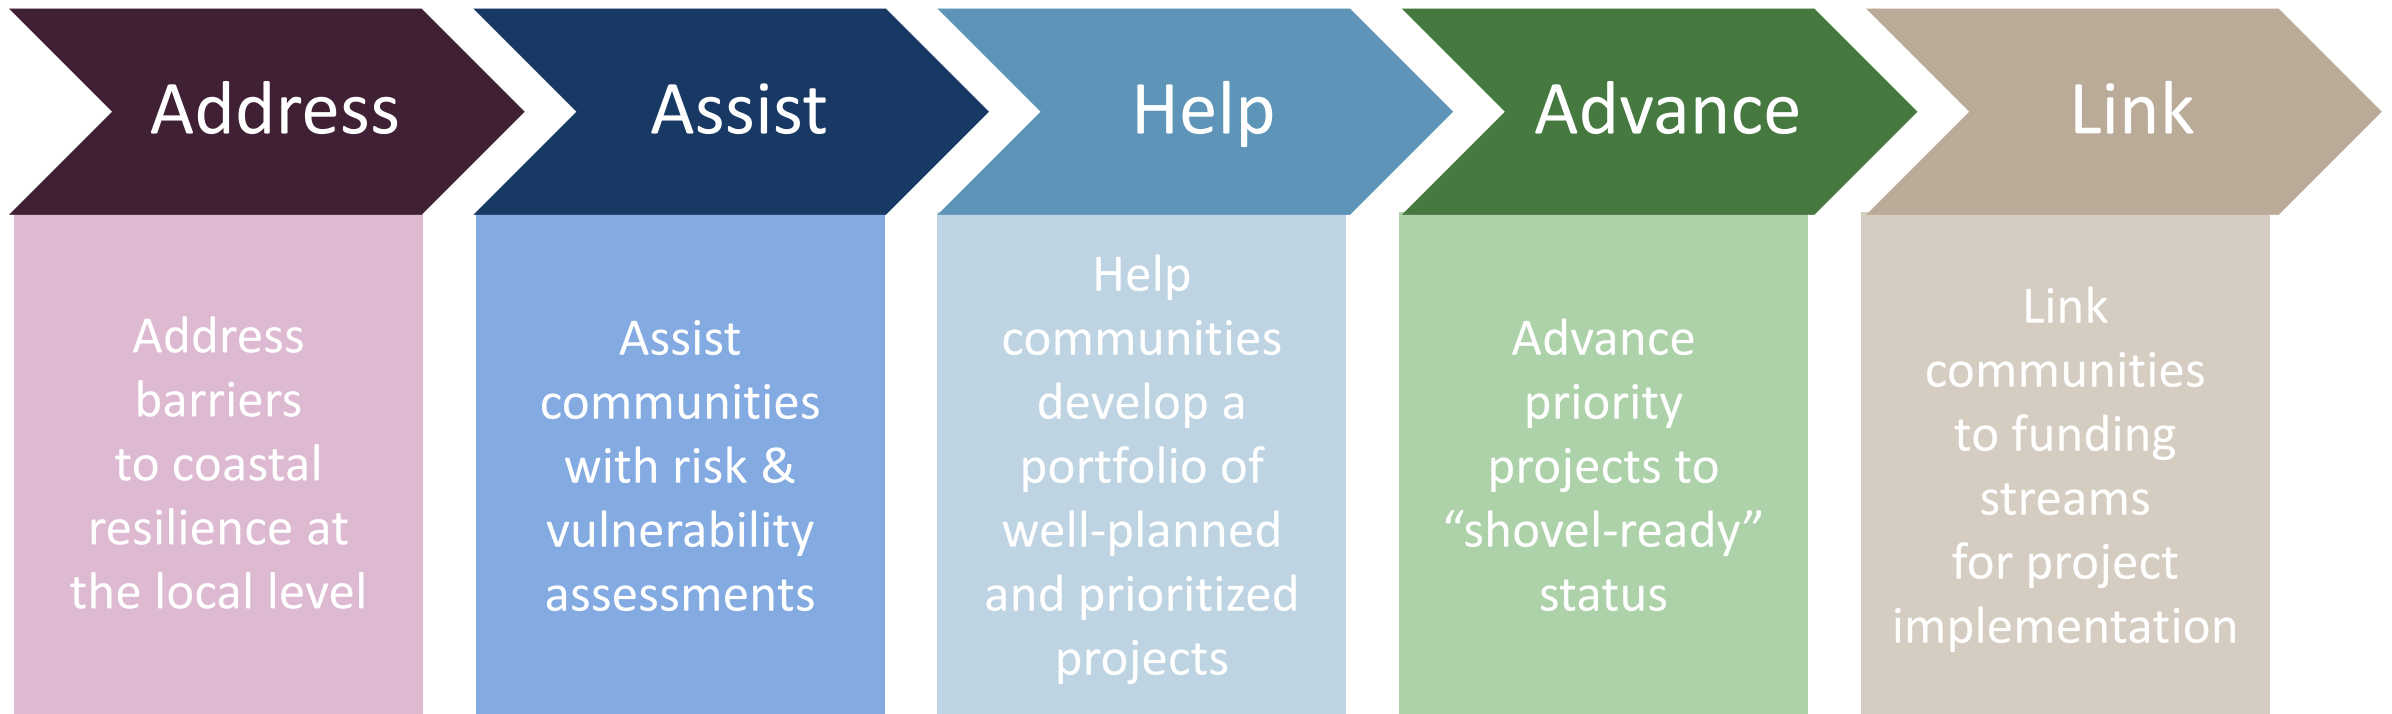 Address
Assist
Help
Advance
Link
Address
barriers
to coastal
resilience at
the local level
Assist
communities
with risk &
vulnerability
assessments
Help
communities
develop a
portfolio of
well-planned
and prioritized
projects
Advance
priority
projects to
“shovel-ready”
status
Link
communities
to funding
streams
for project
implementation